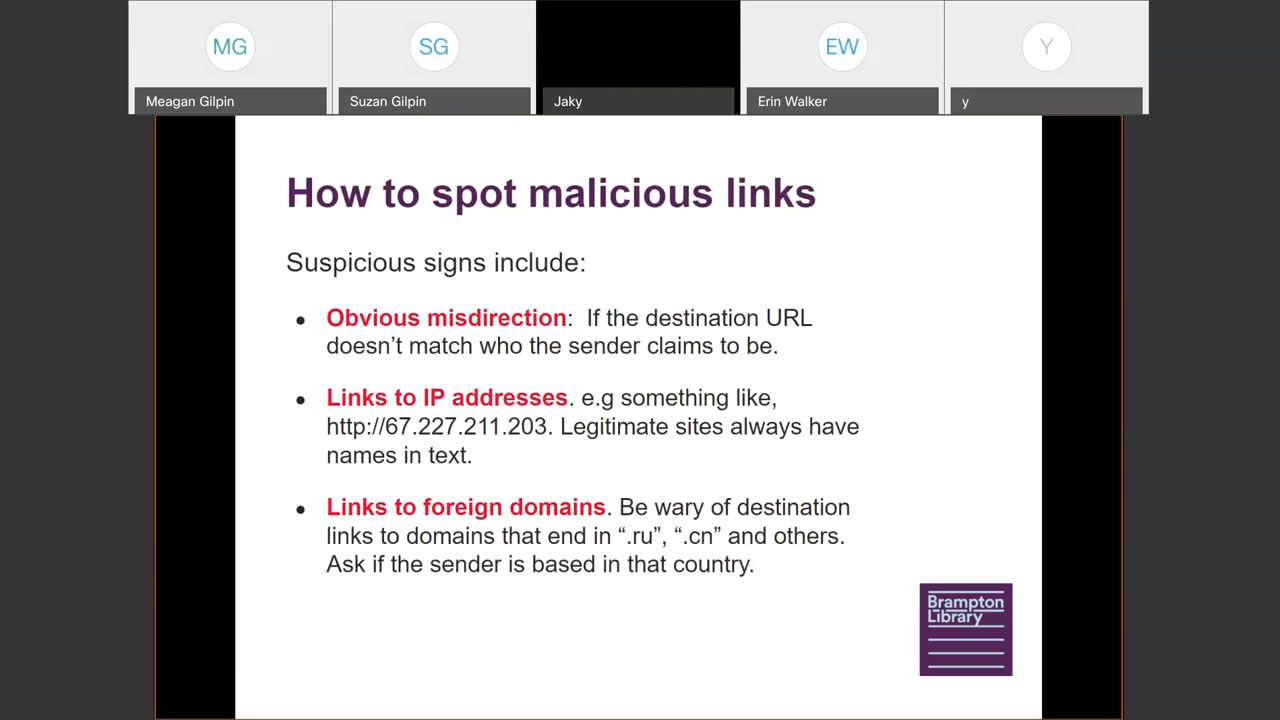 MG
SG
EW
Y
Meagan Gilpin
Suzan Gilpin
Jaky
Erin Walker
y
How to spot malicious links
Suspicious signs include:
● Obvious misdirection:  If the destination URL
doesn’t match who the sender claims to be.
● Links to IP addresses. e.g something like,
http://67.227.211.203. Legitimate sites always have
names in text.
● Links to foreign domains. Be wary of destination
links to domains that end in “.ru”, “.cn” and others.
Ask if the sender is based in that country.
Brampton
Library